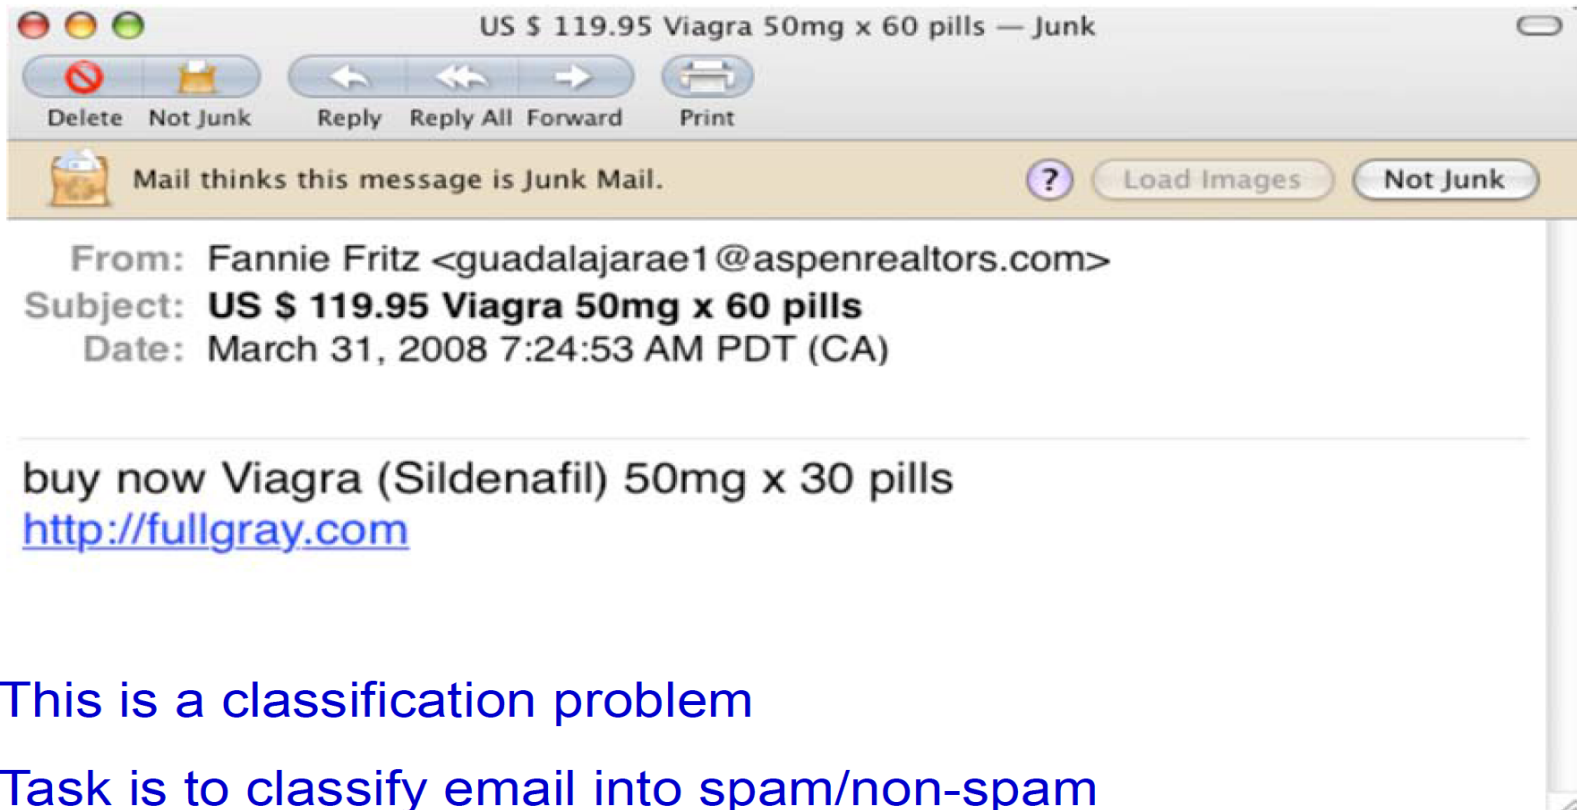 US $ 119.95 Viagra 50mg x 60 pills — Junk
Delete Not Junk Reply Reply All Forward Print
Mail thinks this message is Junk Mail. ? Load Images Not Junk
From: Fannie Fritz <guadalajarae1@aspenrealtors.com>
Subject: US $ 119.95 Viagra 50mg x 60 pills
Date: March 31, 2008 7:24:53 AM PDT (CA)
buy now Viagra (Sildenafil) 50mg x 30 pills
http://fullgray.com
This is a classification problem
Task is to classify email into spam/non-spam